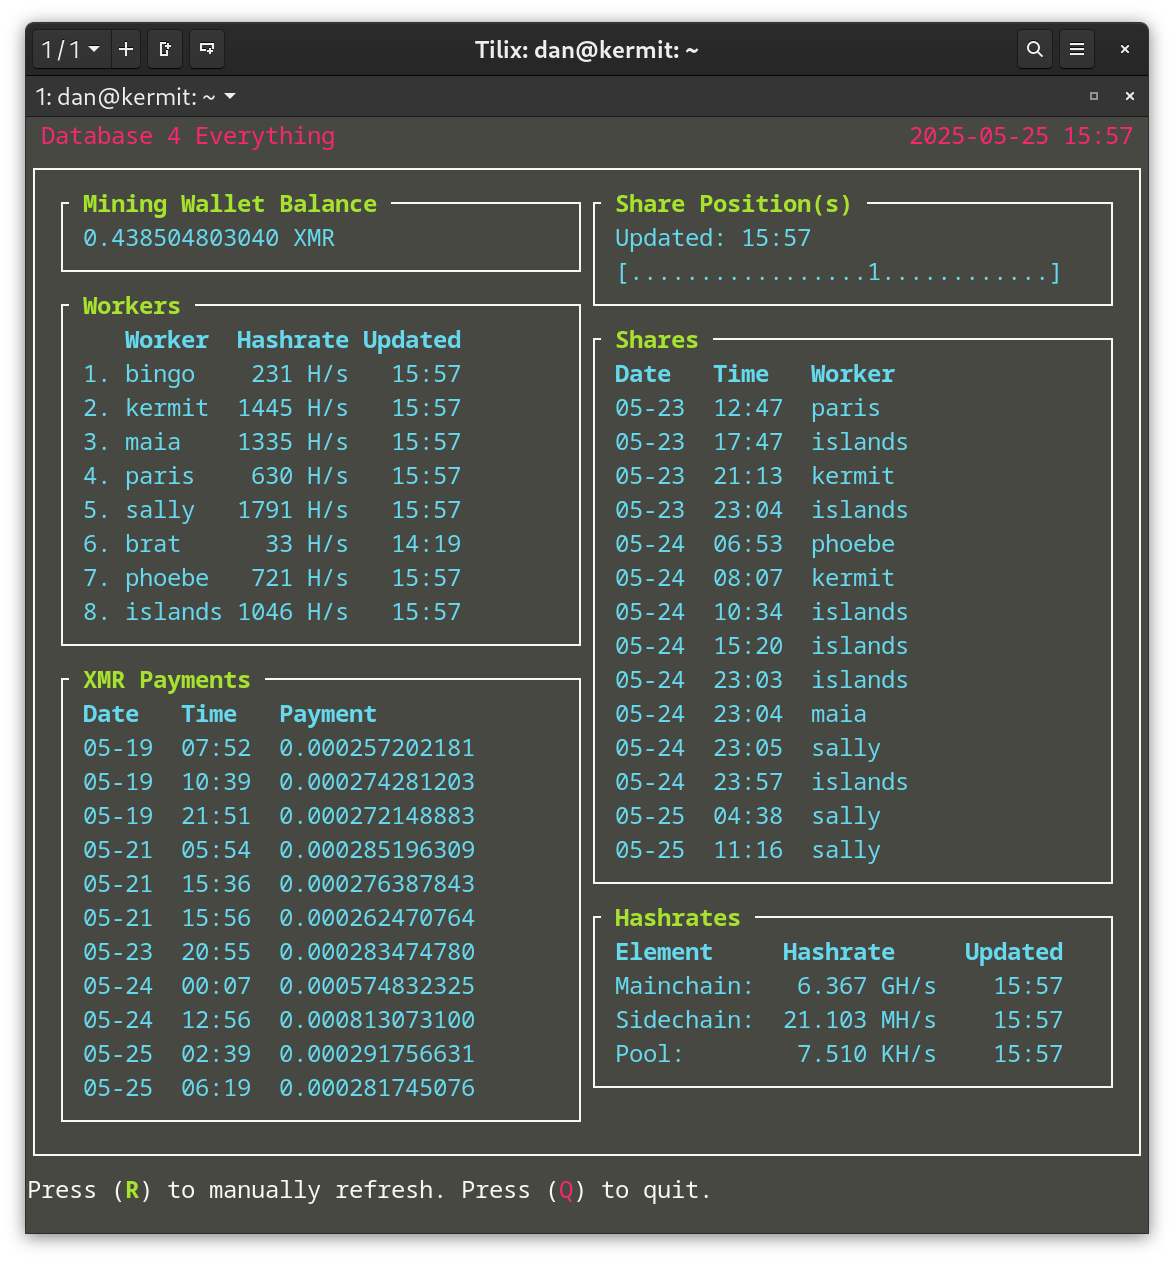 1 / 1
Tilix: dan@kermit: ~
1: dan@kermit: ~
Database 4 Everything 2025-05-25 15:57
Mining Wallet Balance
0.438504803040 XMR
Workers
Worker Hashrate Updated
1. bingo 231 H/s 15:57
2. kermit 1445 H/s 15:57
3. maia 1335 H/s 15:57
4. paris 630 H/s 15:57
5. sally 1791 H/s 15:57
6. brat 33 H/s 14:19
7. phoebe 721 H/s 15:57
8. islands 1046 H/s 15:57
XMR Payments
Date Time Payment
05-19 07:52 0.000257202181
05-19 10:39 0.000274281203
05-19 21:51 0.000272148883
05-21 05:54 0.000285196309
05-21 15:36 0.000276387843
05-21 15:56 0.000262470764
05-23 20:55 0.000283474780
05-24 00:07 0.000574832325
05-24 12:56 0.000813073100
05-25 02:39 0.000291756631
05-25 06:19 0.000281745076
Share Position(s)
Updated: 15:57
[.................1............]
Shares
Date Time Worker
05-23 12:47 paris
05-23 17:47 islands
05-23 21:13 kermit
05-23 23:04 islands
05-24 06:53 phoebe
05-24 08:07 kermit
05-24 10:34 islands
05-24 15:20 islands
05-24 23:03 islands
05-24 23:04 maia
05-24 23:05 sally
05-24 23:57 islands
05-25 04:38 sally
05-25 11:16 sally
Hashrates
Element Hashrate Updated
Mainchain: 6.367 GH/s 15:57
Sidechain: 21.103 MH/s 15:57
Pool: 7.510 KH/s 15:57
Press (R) to manually refresh. Press (Q) to quit.